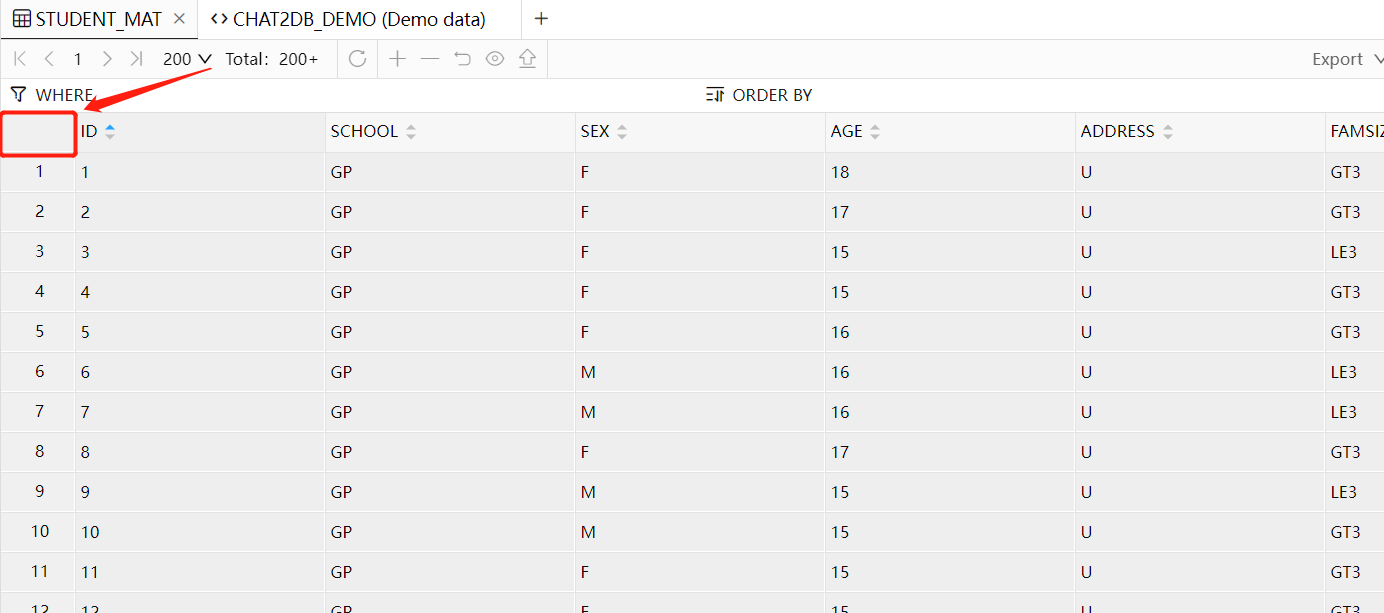 STUDENT_MAT CHAT2DB_DEMO (Demo data)
1 200 Total: 200+ Export
WHERE ORDER BY
ID SCHOOL SEX AGE ADDRESS FAMSIZ
1 1 GP F 18 U GT3
2 2 GP F 17 U GT3
3 3 GP F 15 U LE3
4 4 GP F 15 U GT3
5 5 GP F 16 U GT3
6 6 GP M 16 U LE3
7 7 GP M 16 U LE3
8 8 GP F 17 U GT3
9 9 GP M 15 U LE3
10 10 GP M 15 U GT3
11 11 GP F 15 U GT3
12 12 GP F 15 U GT3